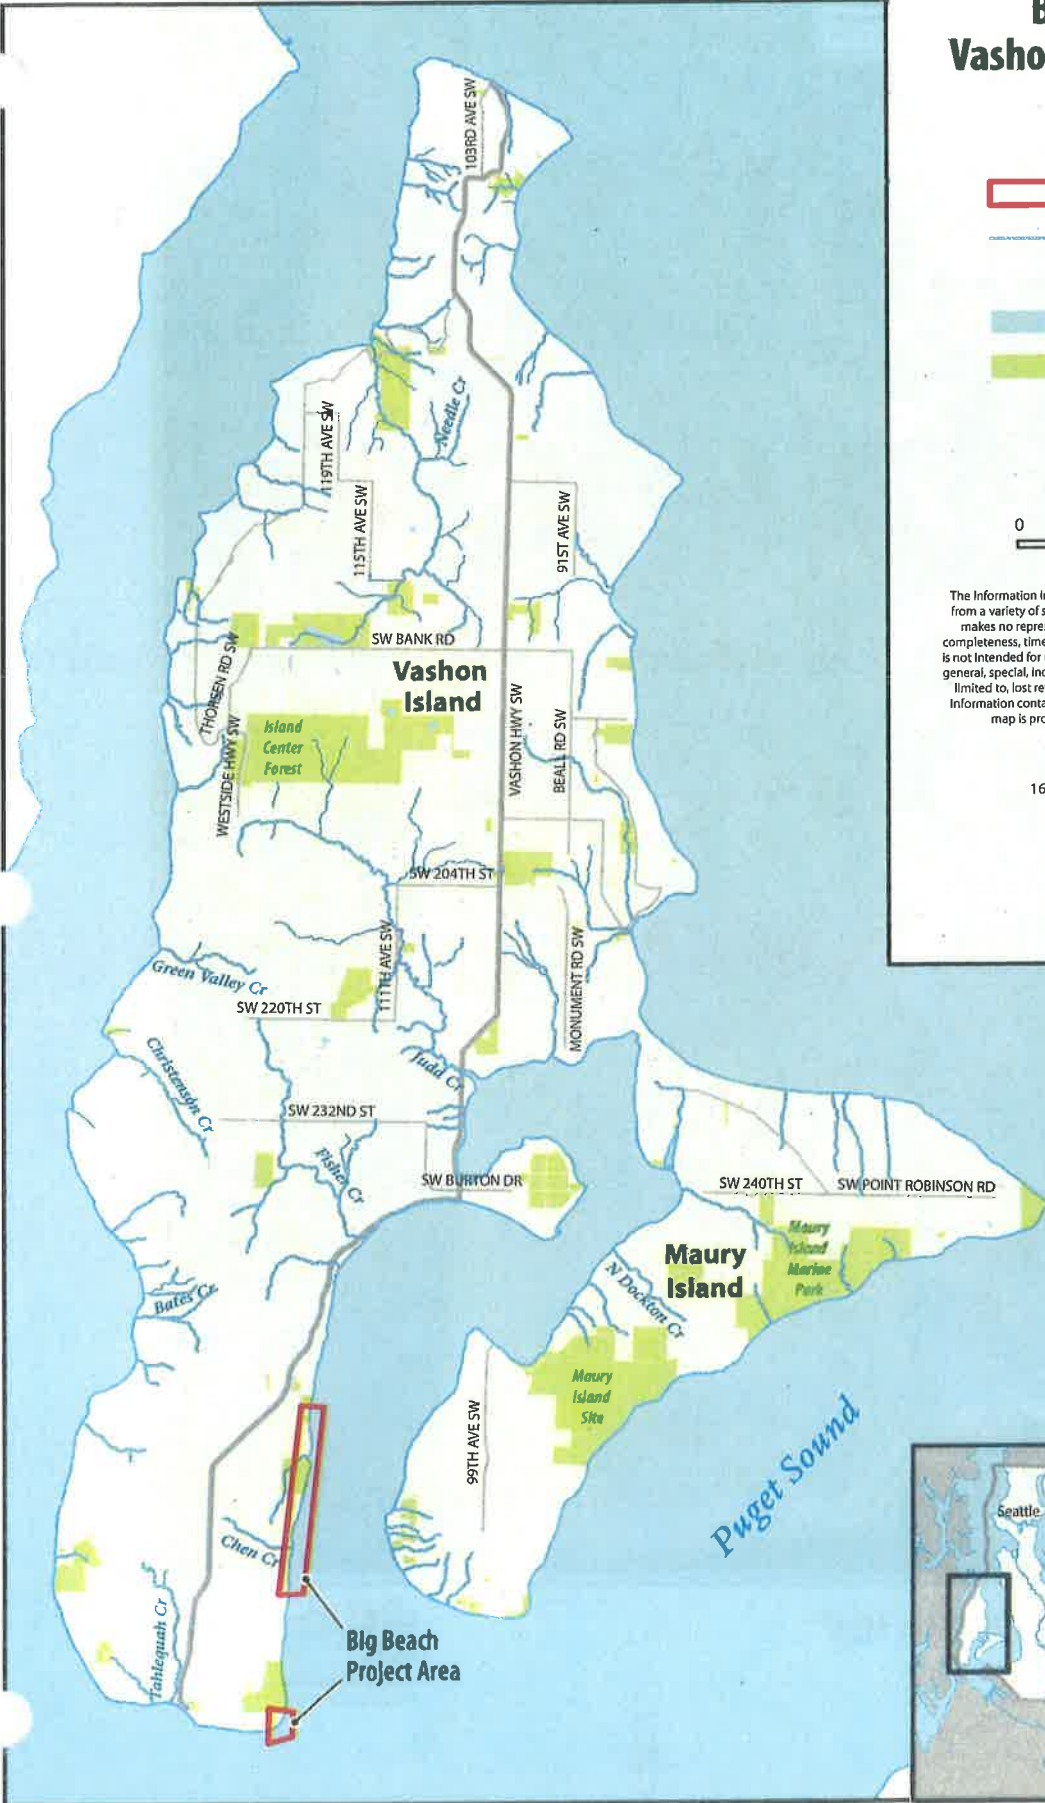 B
Vasho
0
The Information i
from a variety of s
makes no repre
completeness, time
is not Intended for
general, special, in
limited to, lost re
Information conta
map is pro
16
103RD AVE SW
Needle Cr
119TH AVE SW
115TH AVE SW
91ST AVE SW
SW BANK RD
THORSEN RD SW
Vashon
Island
WESTSIDE HWY SW
Island
Center
Forest
VASHON HWY SW
BEALL RD SW
SW 204TH ST
111TH AVE SW
MONUMENT RD SW
Green Valley Cr
SW 220TH ST
Christenson Cr
Judd Cr
SW 232ND ST
Fisher Cr
SW BURTON DR
SW 240TH ST
SW POINT ROBINSON RD
Maury
Island
Marine
Park
Maury
Island
N Dockton Cr
Bates Cr
Maury
Island
Site
99TH AVE SW
Puget Sound
Chen Cr
Tahlequah Cr
Big Beach
Project Area
Seattle